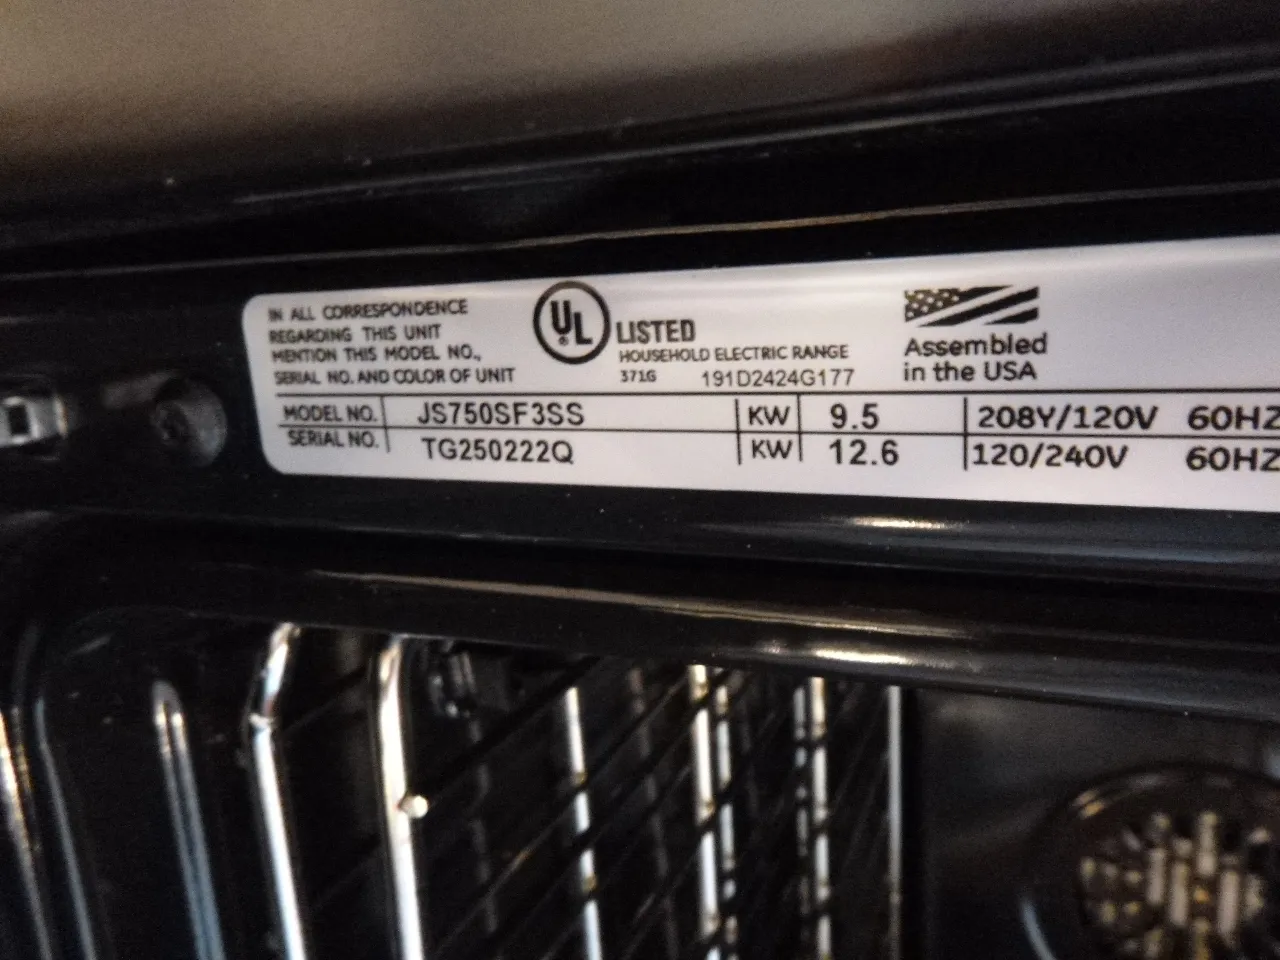 IN ALL CORRESPONDENCE
REGARDING THIS UNIT
MENTION THIS MODEL NO.,
SERIAL NO. AND COLOR OF UNIT
UL
®
LISTED
HOUSEHOLD ELECTRIC RANGE
371G 191D2424G177
Assembled
in the USA
MODEL NO. JS750SF3SS KW 9.5 208Y/120V 60HZ
SERIAL NO. TG250222Q KW 12.6 120/240V 60HZ